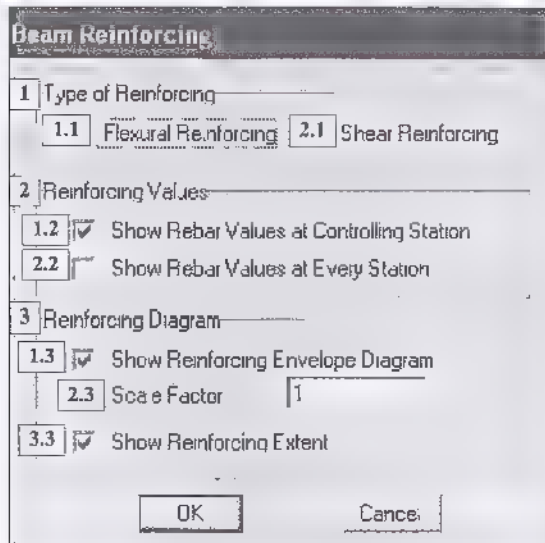 Beam Reinforcing
1 Type of Reinforcing
1.1 Flexural Reinforcing 2.1 Shear Reinforcing
2 Reinforcing Values
1.2 Show Rebar Values at Controlling Station
2.2 Show Rebar Values at Every Station
3 Reinforcing Diagram
1.3 Show Reinforcing Envelope Diagram
2.3 Scale Factor 1
3.3 Show Reinforcing Extent
OK Cancel